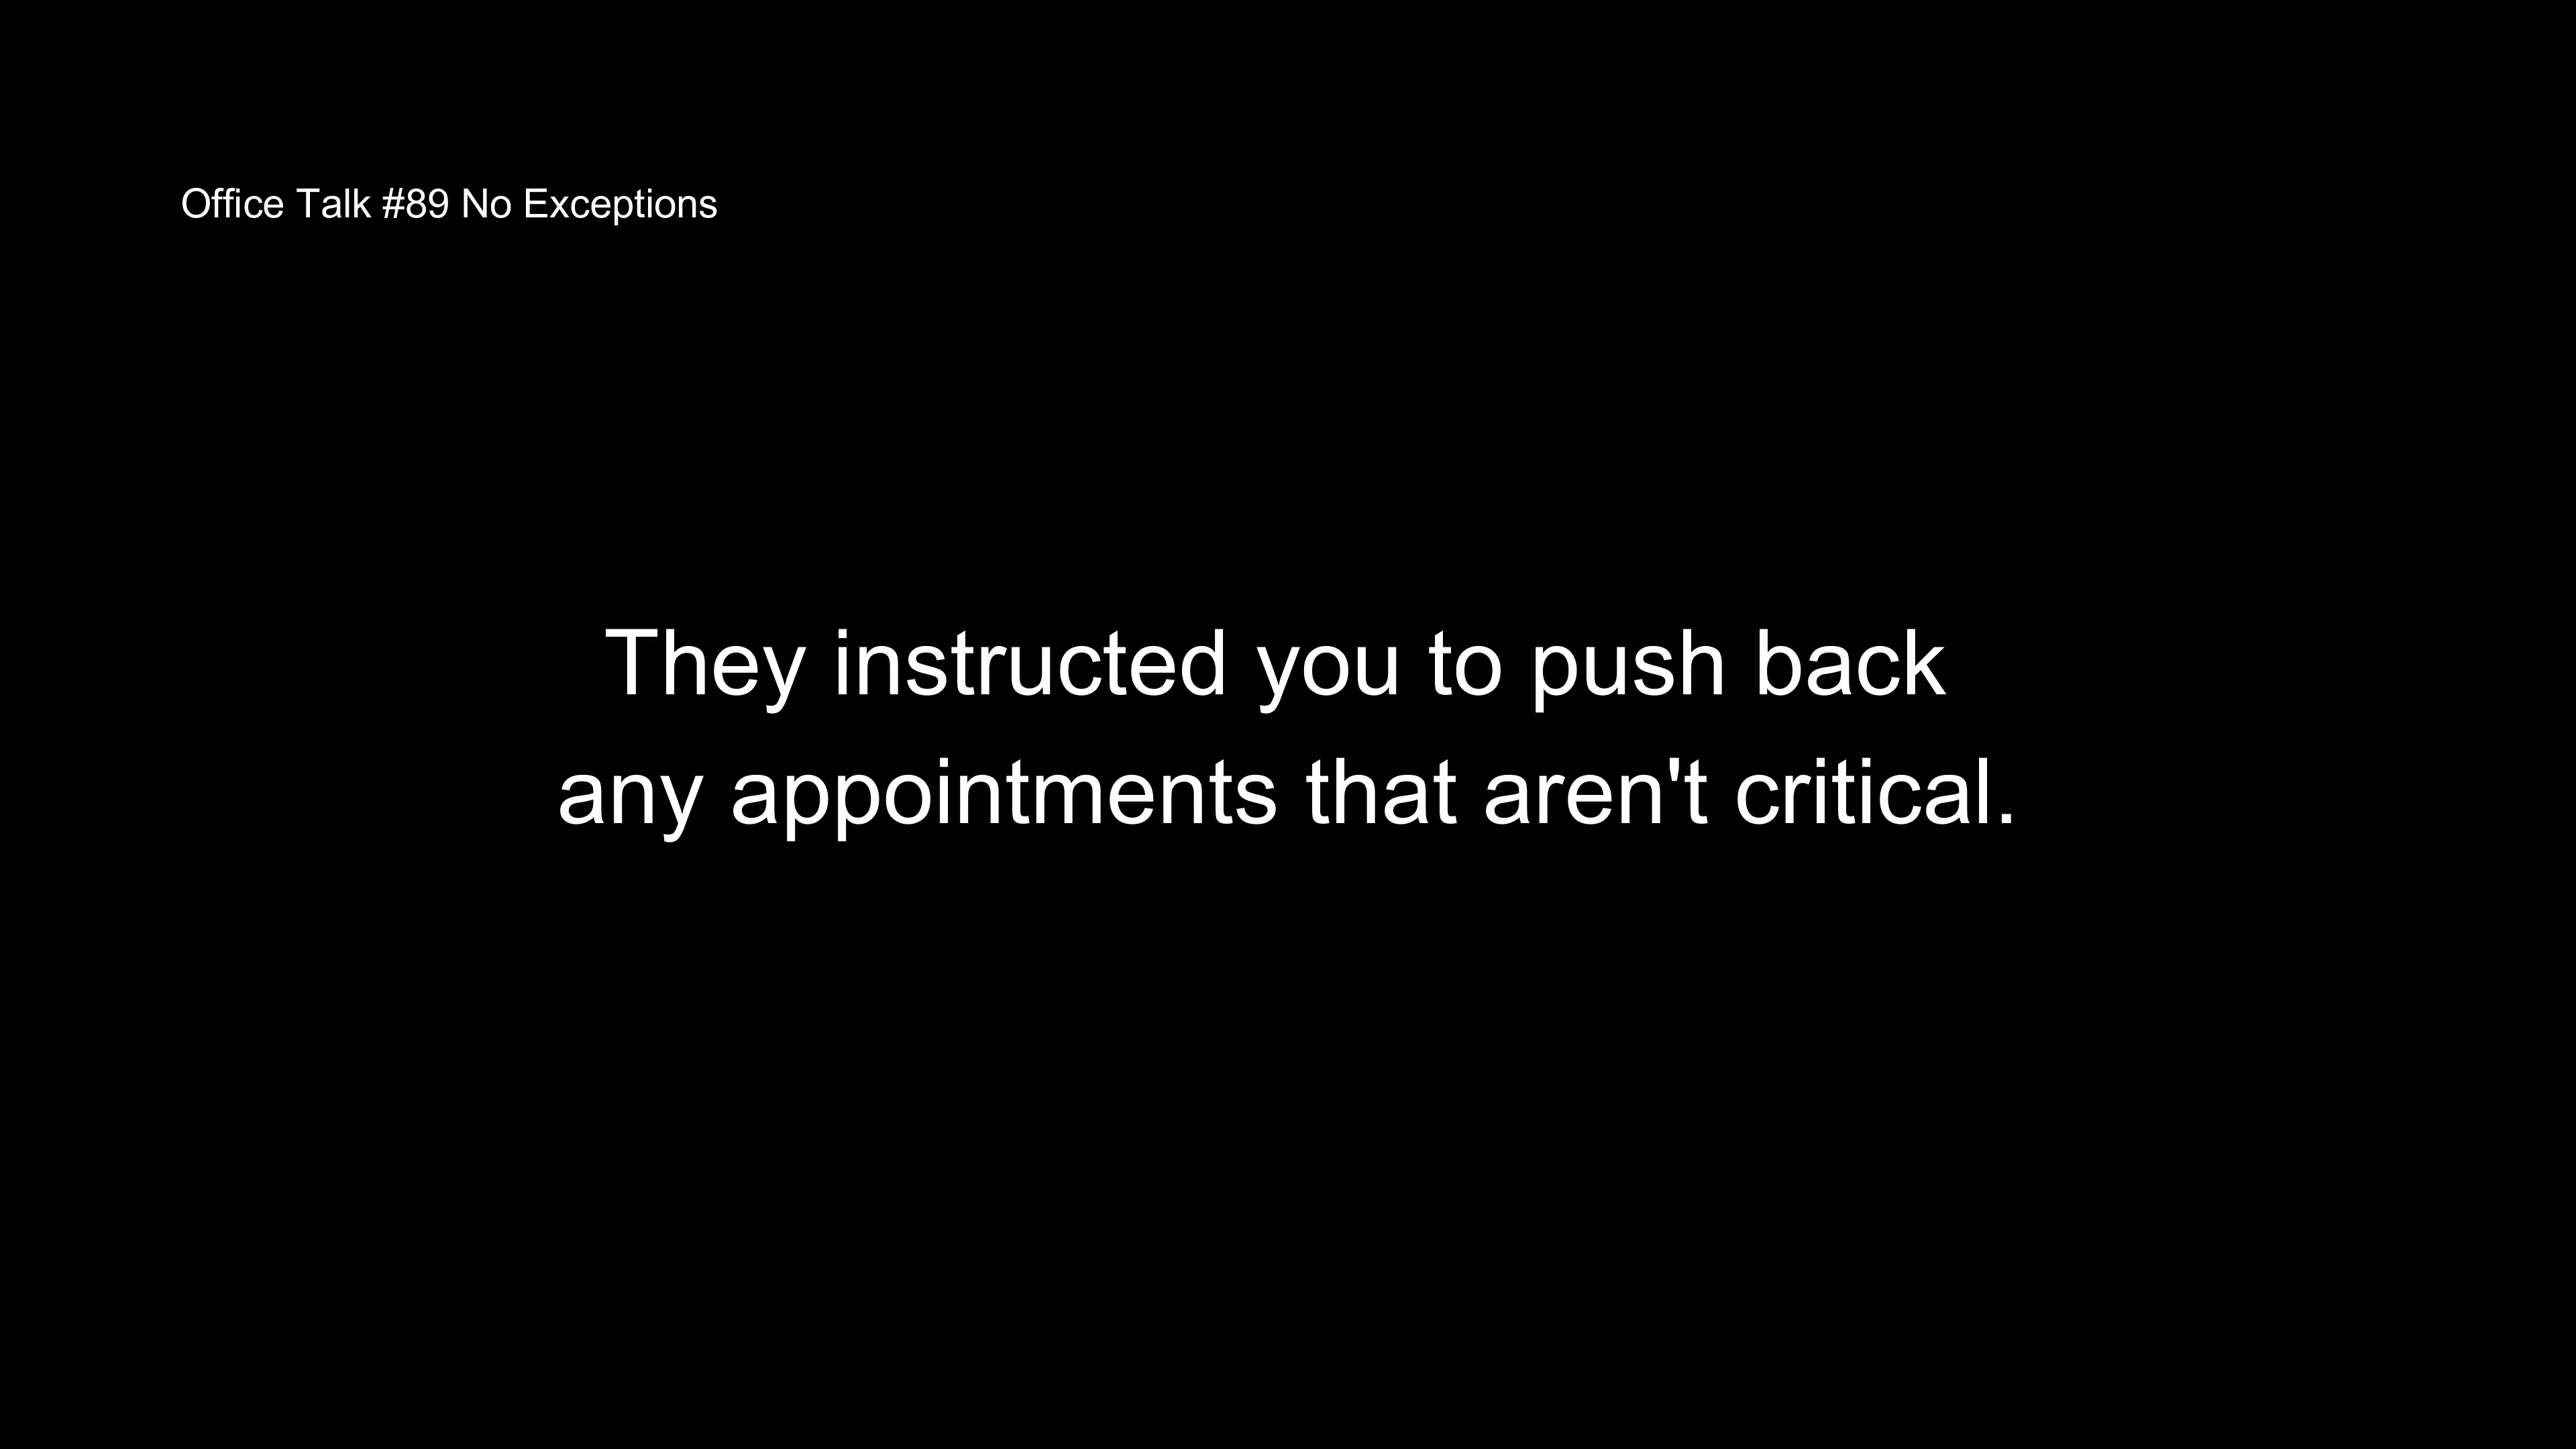 Office Talk #89 No Exceptions
They instructed you to push back
any appointments that aren't critical.